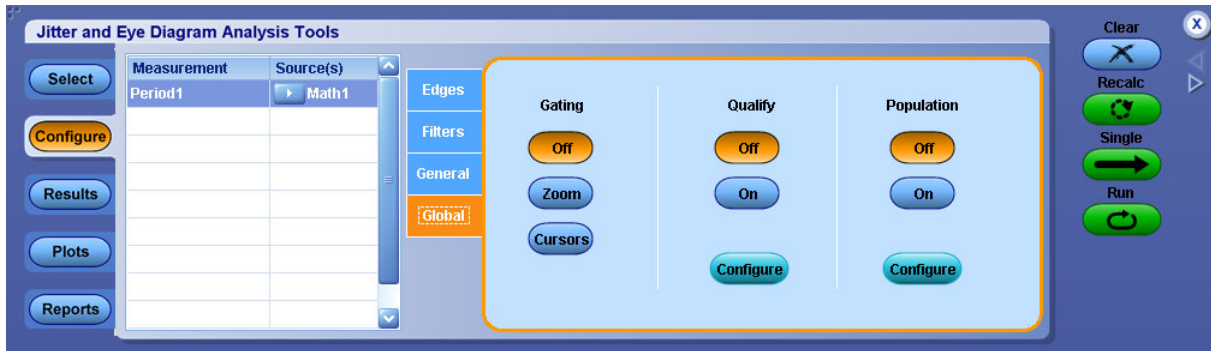 Jitter and Eye Diagram Analysis Tools
Select
Configure
Results
Plots
Reports
Measurement Source(s)
Period1 Math1
Edges
Filters
General
Global
Gating
Off
Zoom
Cursors
Qualify
Off
On
Configure
Population
Off
On
Configure
Clear
X
Recalc
Single
Run